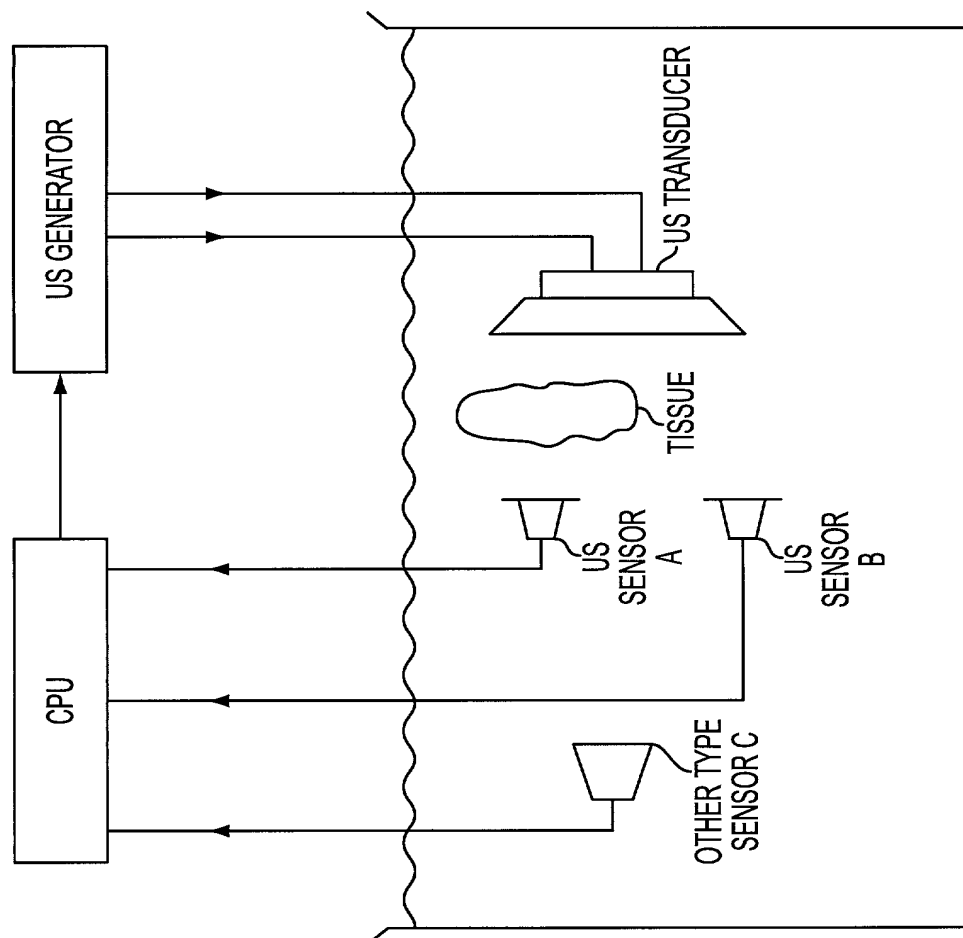 CPU
US GENERATOR
US
SENSOR
A
TISSUE
US TRANSDUCER
OTHER TYPE
SENSOR C
US
SENSOR
B